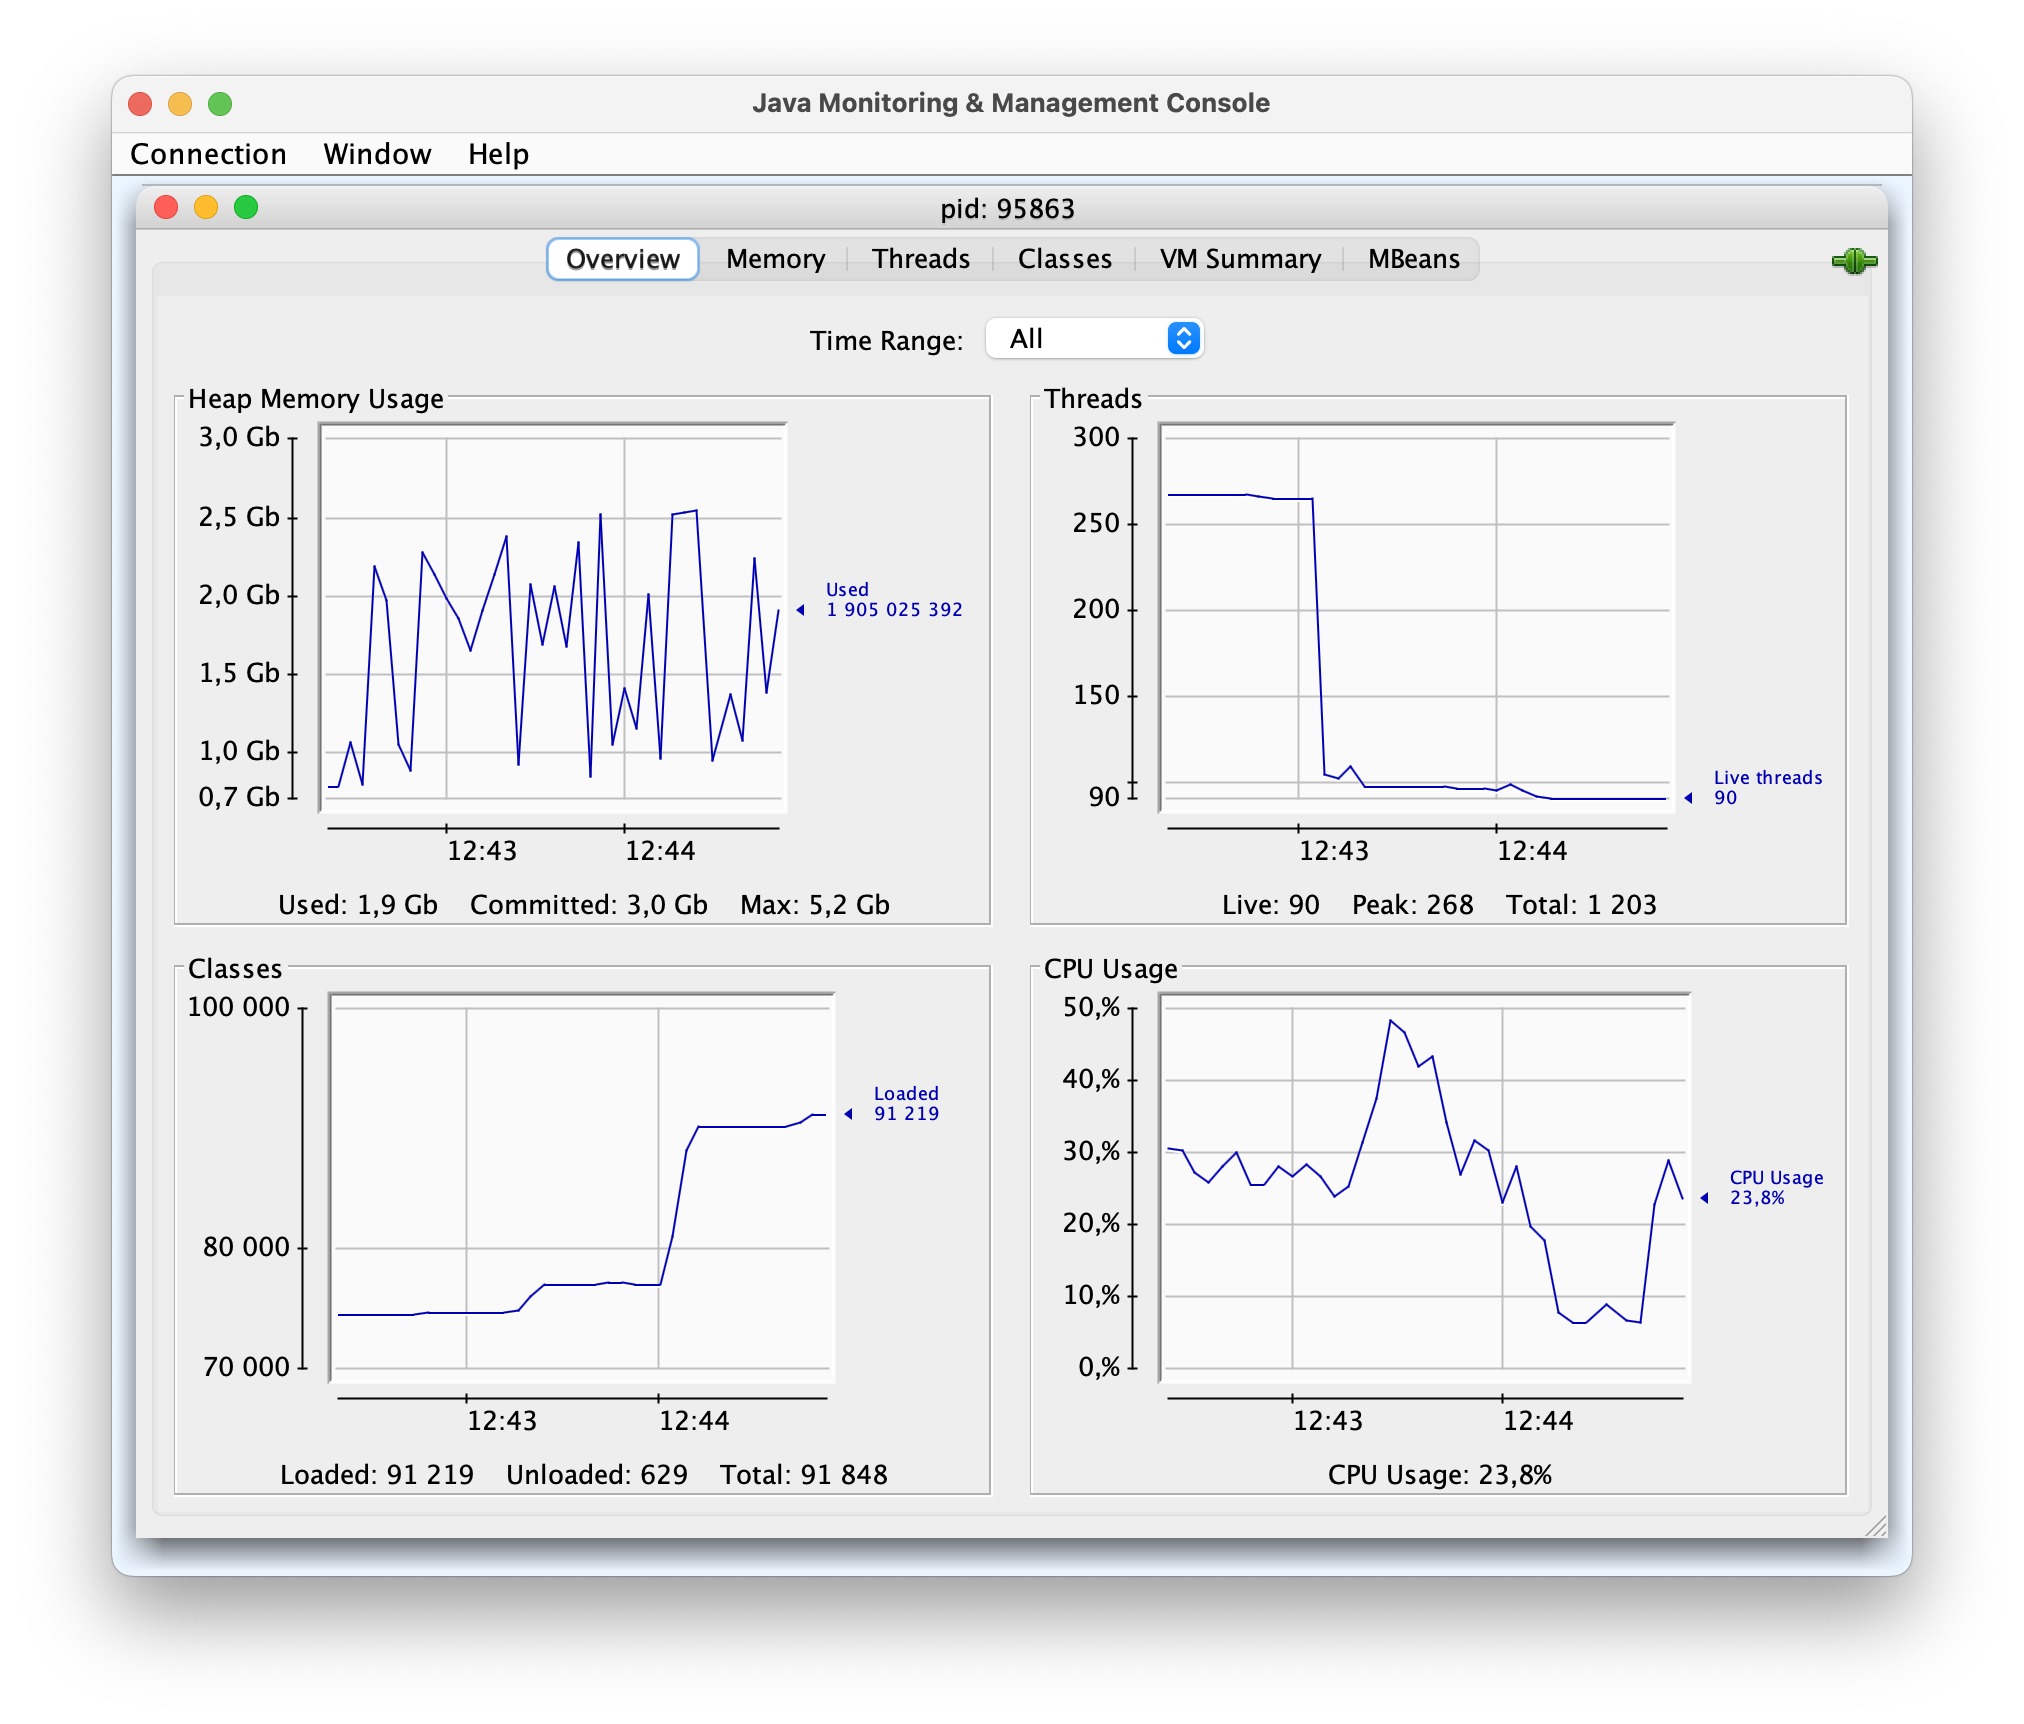 Java Monitoring & Management Console
Connection Window Help
pid: 95863
Overview Memory Threads Classes VM Summary MBeans
Time Range: All
Heap Memory Usage
3,0 Gb
2,5 Gb
2,0 Gb
1,5 Gb
1,0 Gb
0,7 Gb
Used
1 905 025 392
12:43 12:44
Used: 1,9 Gb Committed: 3,0 Gb Max: 5,2 Gb
Threads
300
250
200
150
90
Live threads
90
12:43 12:44
Live: 90 Peak: 268 Total: 1 203
Classes
100 000
80 000
70 000
Loaded
91 219
12:43 12:44
Loaded: 91 219 Unloaded: 629 Total: 91 848
CPU Usage
50,%
40,%
30,%
20,%
10,%
0,%
CPU Usage
23,8%
12:43 12:44
CPU Usage: 23,8%